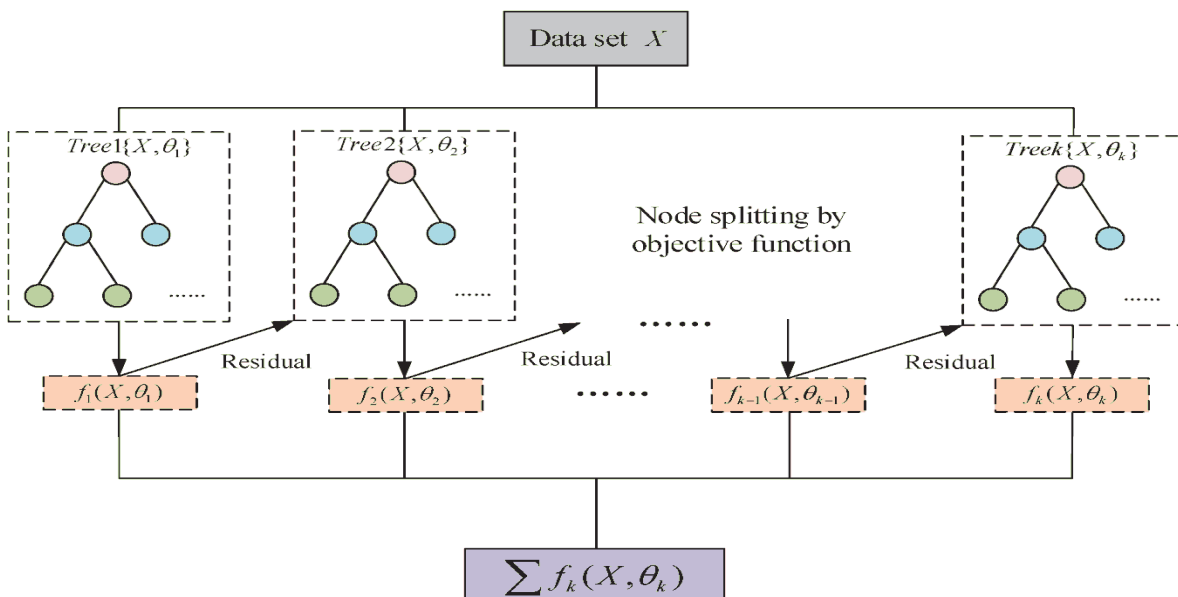 Data set X
Tree1{X,θ₁}
Tree2{X,θ₂}
Treek{X,θₖ}
Node splitting by
objective function
......
......
......
......
Residual
Residual
Residual
f₁(X,θ₁)
f₂(X,θ₂)
......
fₖ₋₁(X,θₖ₋₁)
fₖ(X,θₖ)
∑ fₖ(X,θₖ)